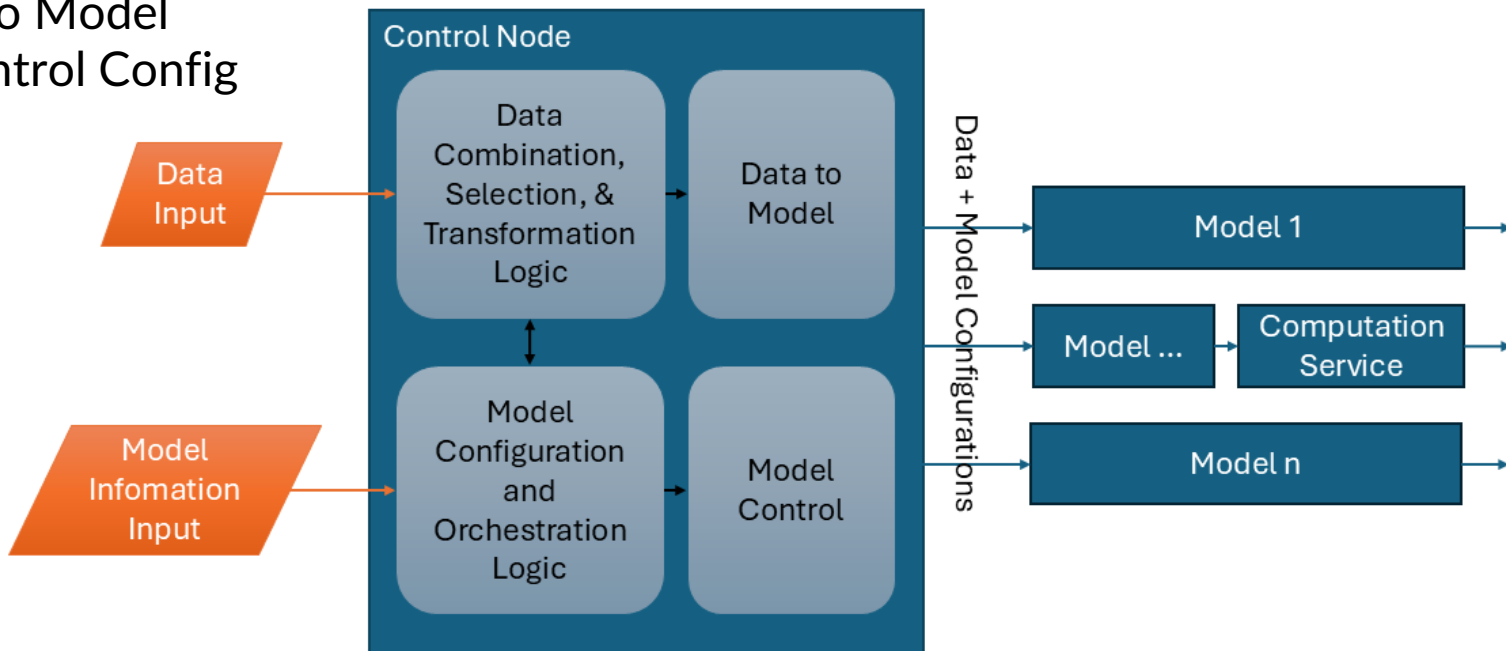 o Model
ntrol Config
Control Node
Data
Combination,
Selection, &
Transformation
Logic
Data to
Model
Data
Input
Model
Configuration
and
Orchestration
Logic
Model
Control
Model
Infomation
Input
Data + Model Configurations
Model 1
Model ...
Computation
Service
Model n